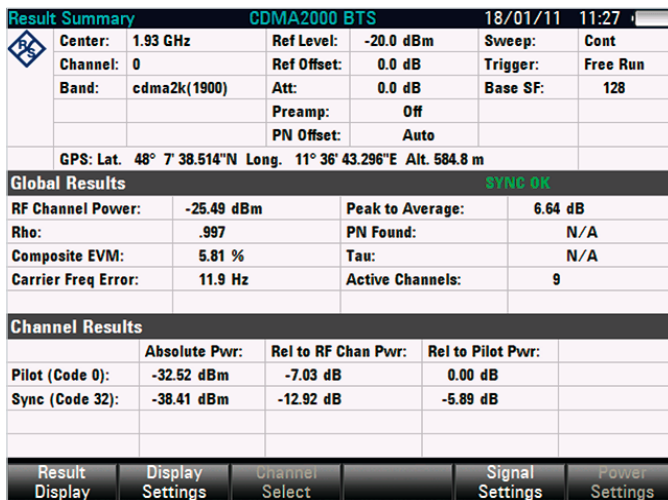 Result Summary CDMA2000 BTS 18/01/11 11:27
R&S Center: 1.93 GHz Ref Level: -20.0 dBm Sweep: Cont
Channel: 0 Ref Offset: 0.0 dB Trigger: Free Run
Band: cdma2k(1900) Att: 0.0 dB Base SF: 128
Preamp: Off
PN Offset: Auto
GPS: Lat. 48° 7' 38.514"N Long. 11° 36' 43.296"E Alt. 584.8 m
Global Results SYNC OK
RF Channel Power: -25.49 dBm Peak to Average: 6.64 dB
Rho: .997 PN Found: N/A
Composite EVM: 5.81 % Tau: N/A
Carrier Freq Error: 11.9 Hz Active Channels: 9
Channel Results
Absolute Pwr: Rel to RF Chan Pwr: Rel to Pilot Pwr:
Pilot (Code 0): -32.52 dBm -7.03 dB 0.00 dB
Sync (Code 32): -38.41 dBm -12.92 dB -5.89 dB
Result Display Display Settings Channel Select Signal Settings Power Settings